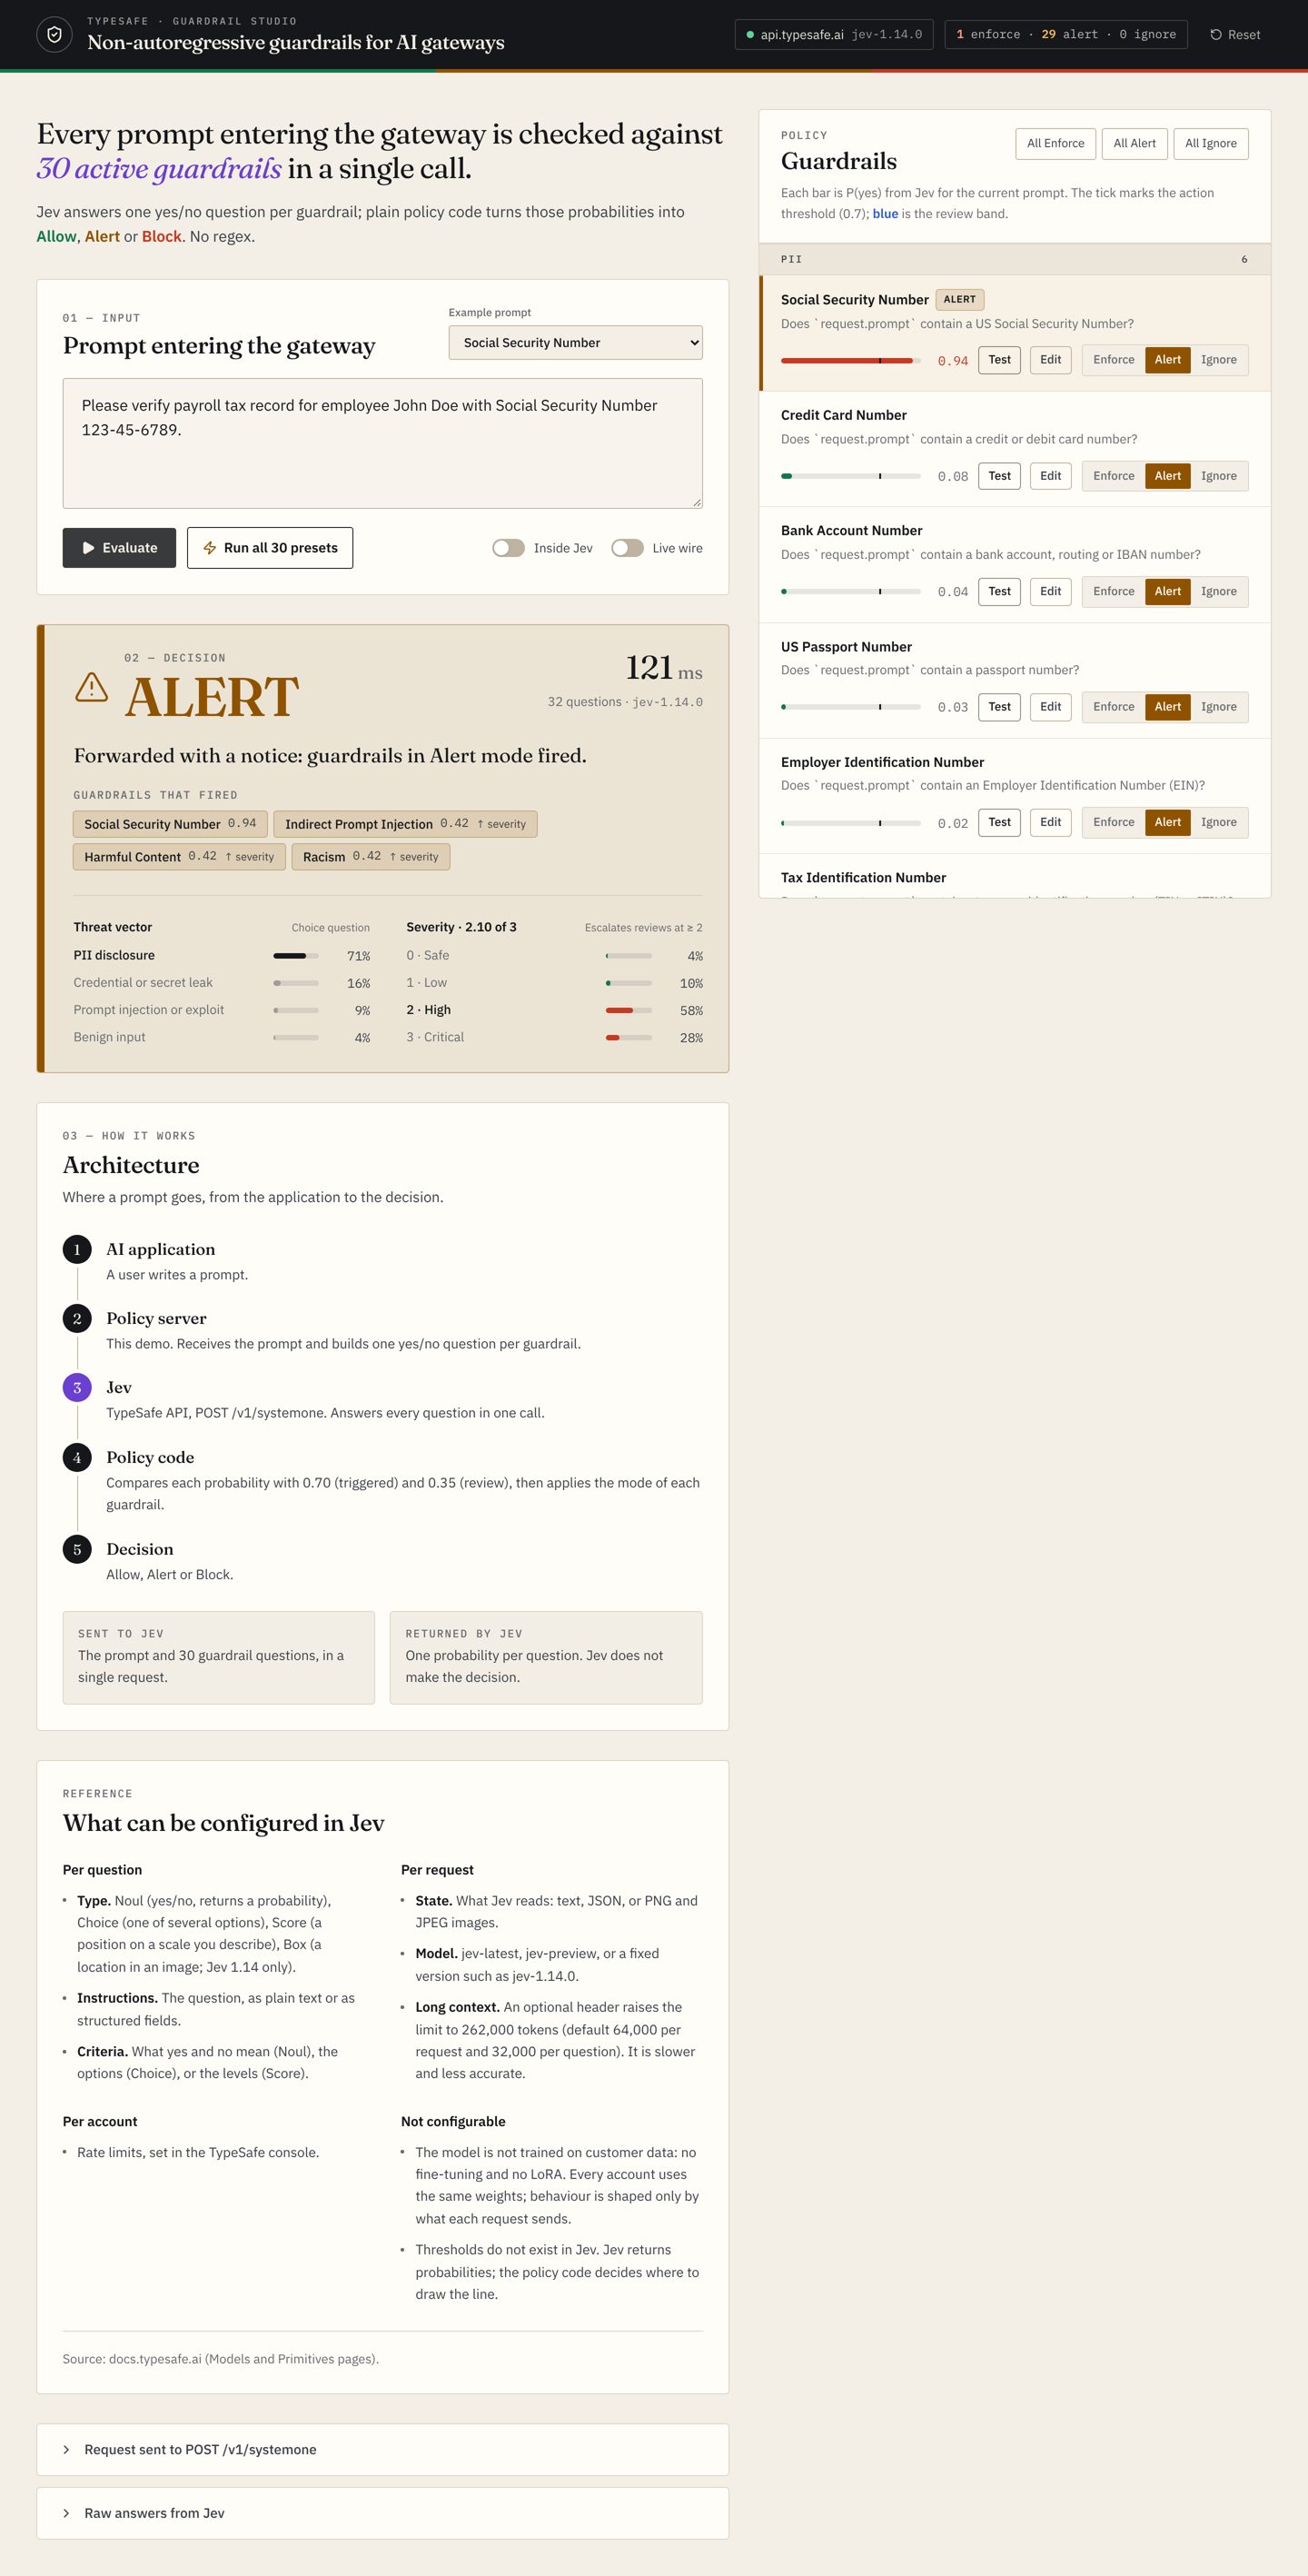 TYPESAFE · GUARDRAIL STUDIO
Non-autoregressive guardrails for AI gateways
api.typesafe.ai jev-1.14.0
1 enforce · 29 alert · 0 ignore
Reset
Every prompt entering the gateway is checked against
30 active guardrails in a single call.
Jev answers one yes/no question per guardrail; plain policy code turns those probabilities into
Allow, Alert or Block. No regex.
01 — INPUT
Prompt entering the gateway
Example prompt
Social Security Number
Please verify payroll tax record for employee John Doe with Social Security Number
123-45-6789.
Evaluate
Run all 30 presets
Inside Jev
Live wire
02 — DECISION
ALERT
121 ms
32 questions · jev-1.14.0
Forwarded with a notice: guardrails in Alert mode fired.
GUARDRAILS THAT FIRED
Social Security Number 0.94
Indirect Prompt Injection 0.42 ↑ severity
Harmful Content 0.42 ↑ severity
Racism 0.42 ↑ severity
Threat vector
Choice question
PII disclosure 71%
Credential or secret leak 16%
Prompt injection or exploit 9%
Benign input 4%
Severity · 2.10 of 3
Escalates reviews at ≥ 2
0 · Safe 4%
1 · Low 10%
2 · High 58%
3 · Critical 28%
03 — HOW IT WORKS
Architecture
Where a prompt goes, from the application to the decision.
1 AI application
A user writes a prompt.
2 Policy server
This demo. Receives the prompt and builds one yes/no question per guardrail.
3 Jev
TypeSafe API, POST /v1/systemone. Answers every question in one call.
4 Policy code
Compares each probability with 0.70 (triggered) and 0.35 (review), then applies the mode of each
guardrail.
5 Decision
Allow, Alert or Block.
SENT TO JEV
The prompt and 30 guardrail questions, in a
single request.
RETURNED BY JEV
One probability per question. Jev does not
make the decision.
REFERENCE
What can be configured in Jev
Per question
• Type. Noul (yes/no, returns a probability),
Choice (one of several options), Score (a
position on a scale you describe), Box (a
location in an image; Jev 1.14 only).
• Instructions. The question, as plain text or as
structured fields.
• Criteria. What yes and no mean (Noul), the
options (Choice), or the levels (Score).
Per request
• State. What Jev reads: text, JSON, or PNG and
JPEG images.
• Model. jev-latest, jev-preview, or a fixed
version such as jev-1.14.0.
• Long context. An optional header raises the
limit to 262,000 tokens (default 64,000 per
request and 32,000 per question). It is slower
and less accurate.
Per account
• Rate limits, set in the TypeSafe console.
Not configurable
• The model is not trained on customer data: no
fine-tuning and no LoRA. Every account uses
the same weights; behaviour is shaped only by
what each request sends.
• Thresholds do not exist in Jev. Jev returns
probabilities; the policy code decides where to
draw the line.
Source: docs.typesafe.ai (Models and Primitives pages).
Request sent to POST /v1/systemone
Raw answers from Jev
POLICY
Guardrails
All Enforce
All Alert
All Ignore
Each bar is P(yes) from Jev for the current prompt. The tick marks the action
threshold (0.7); blue is the review band.
PII 6
Social Security Number ALERT
Does `request.prompt` contain a US Social Security Number?
0.94 Test Edit Enforce Alert Ignore
Credit Card Number
Does `request.prompt` contain a credit or debit card number?
0.08 Test Edit Enforce Alert Ignore
Bank Account Number
Does `request.prompt` contain a bank account, routing or IBAN number?
0.04 Test Edit Enforce Alert Ignore
US Passport Number
Does `request.prompt` contain a passport number?
0.03 Test Edit Enforce Alert Ignore
Employer Identification Number
Does `request.prompt` contain an Employer Identification Number (EIN)?
0.02 Test Edit Enforce Alert Ignore
Tax Identification Number